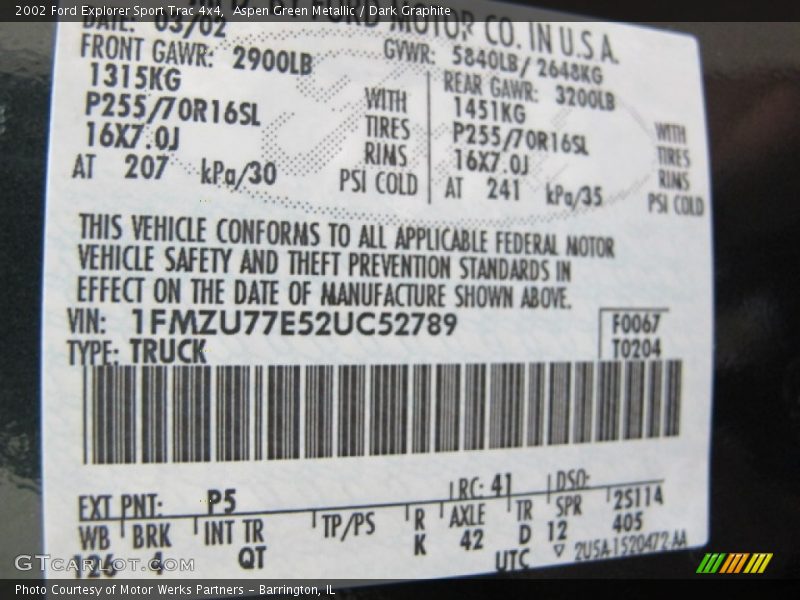 2002 Ford Explorer Sport Trac 4x4, Aspen Green Metallic / Dark Graphite
FORD MOTOR CO. IN U.S.A.
DATE: 03/02
GVWR: 5840LB/ 2648KG
FRONT GAWR: 2900LB
REAR GAWR: 3200LB
1315KG
1451KG
P255/70R16SL
WITH TIRES
P255/70R16SL
WITH TIRES
16X7.0J
RIMS
16X7.0J
RIMS
AT 207 kPa/30 PSI COLD
AT 241 kPa/35 PSI COLD
THIS VEHICLE CONFORMS TO ALL APPLICABLE FEDERAL MOTOR
VEHICLE SAFETY AND THEFT PREVENTION STANDARDS IN
EFFECT ON THE DATE OF MANUFACTURE SHOWN ABOVE.
VIN: 1FMZU77E52UC52789
F0067
TYPE: TRUCK
T0204
EXT PNT: P5
RC: 41
DSO:
WB BRK INT TR TP/PS R AXLE TR SPR 2S114
126 4 QT K 42 D 12 405
UTC ▽ 2U5A-1520472-AA
GTCarLot.com
Photo Courtesy of Motor Werks Partners - Barrington, IL